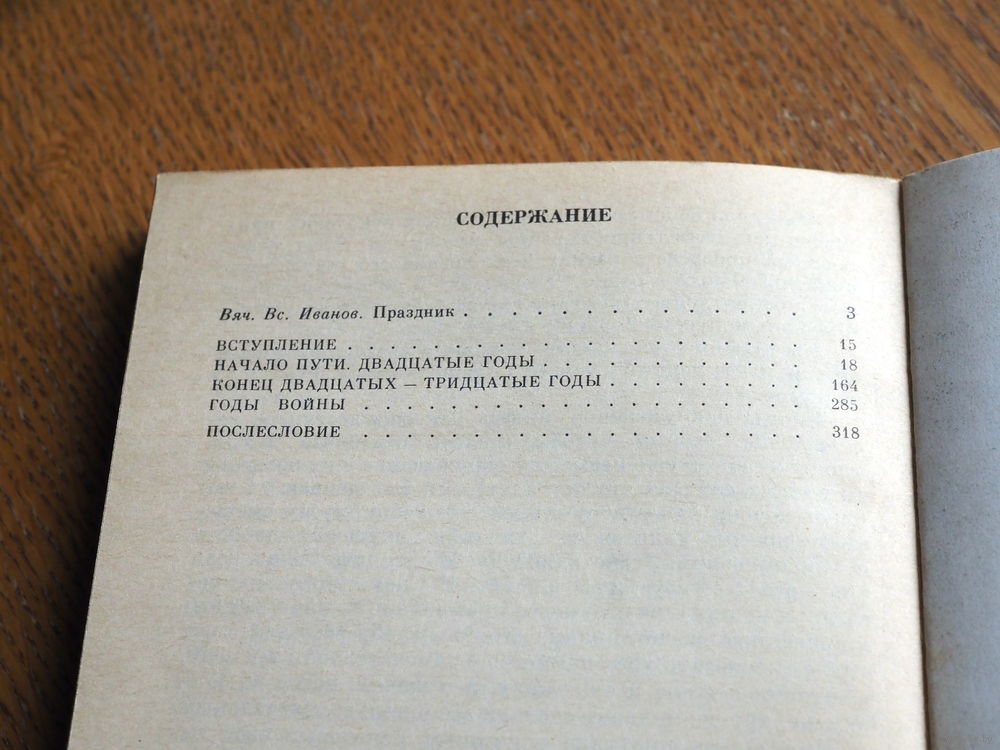 СОДЕРЖАНИЕ
Вяч. Вс. Иванов. Праздник . . . . . . . . . . . . . . . 3
ВСТУПЛЕНИЕ . . . . . . . . . . . . . . . . 15
НАЧАЛО ПУТИ. ДВАДЦАТЫЕ ГОДЫ . . . . . . . . . 18
КОНЕЦ ДВАДЦАТЫХ — ТРИДЦАТЫЕ ГОДЫ . . . . . . . 164
ГОДЫ ВОЙНЫ . . . . . . . . . . . . . . . . 285
ПОСЛЕСЛОВИЕ . . . . . . . . . . . . . . . . 318